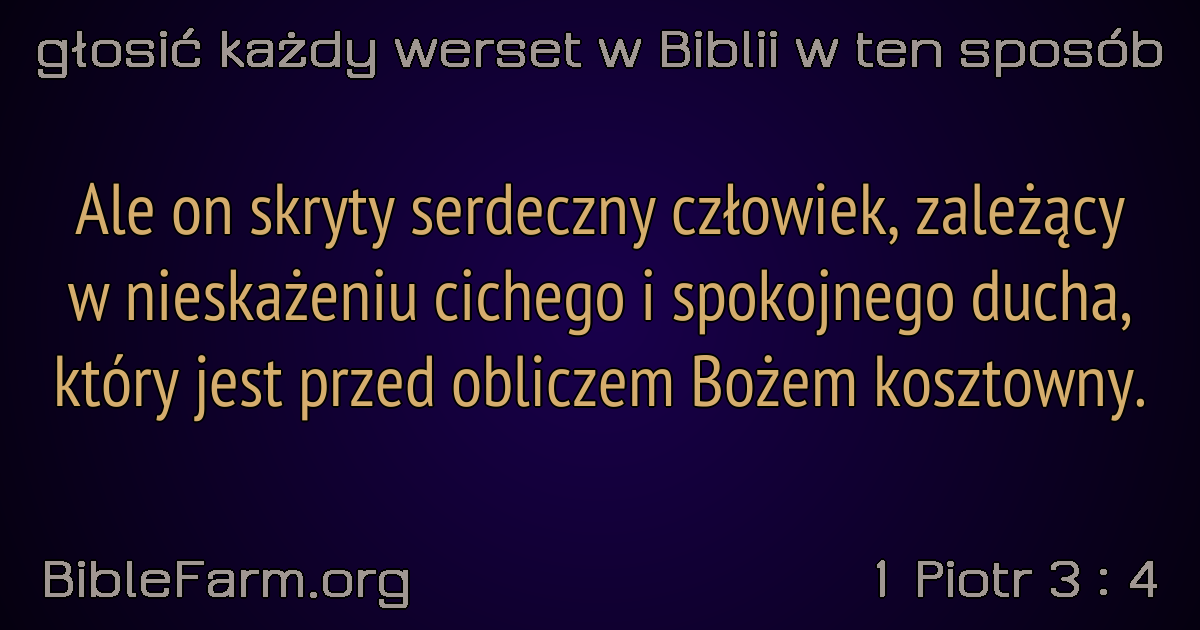 głosić każdy werset w Biblii w ten sposób
Ale on skryty serdeczny człowiek, zależący
w nieskażeniu cichego i spokojnego ducha,
który jest przed obliczem Bożem kosztowny.
BibleFarm.org
1 Piotr 3 : 4